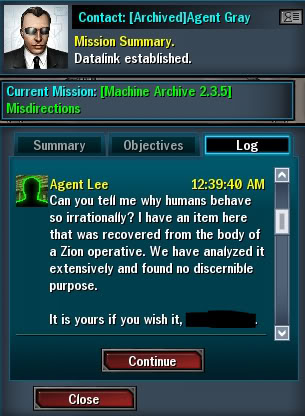 Contact: [Archived]Agent Gray
Mission Summary.
Datalink established.
Current Mission: [Machine Archive 2.3.5]
Misdirections
Summary Objectives Log
Agent Lee 12:39:40 AM
Can you tell me why humans behave
so irrationally? I have an item here
that was recovered from the body of
a Zion operative. We have analyzed it
extensively and found no discernible
purpose.
It is yours if you wish it, .
Continue
Close